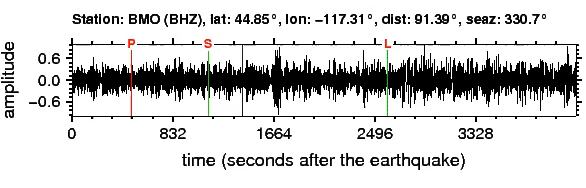 Station: BMO (BHZ), lat: 44.85°, lon: −117.31°, dist: 91.39°, seaz: 330.7°
P S L
amplitude
0.6
0.0
−0.6
0 832 1664 2496 3328
time (seconds after the earthquake)